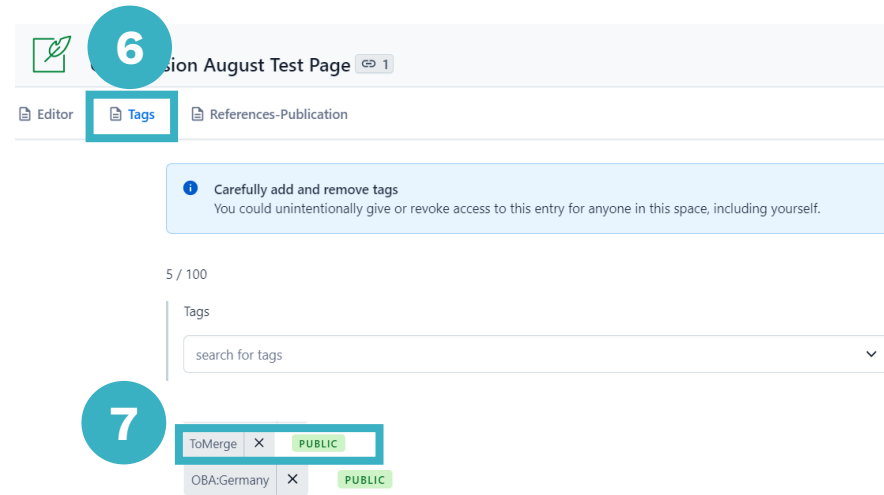 6
sion August Test Page 1
Editor Tags References-Publication
Carefully add and remove tags
You could unintentionally give or revoke access to this entry for anyone in this space, including yourself.
5 / 100
Tags
search for tags
7
ToMerge × PUBLIC
OBA:Germany × PUBLIC